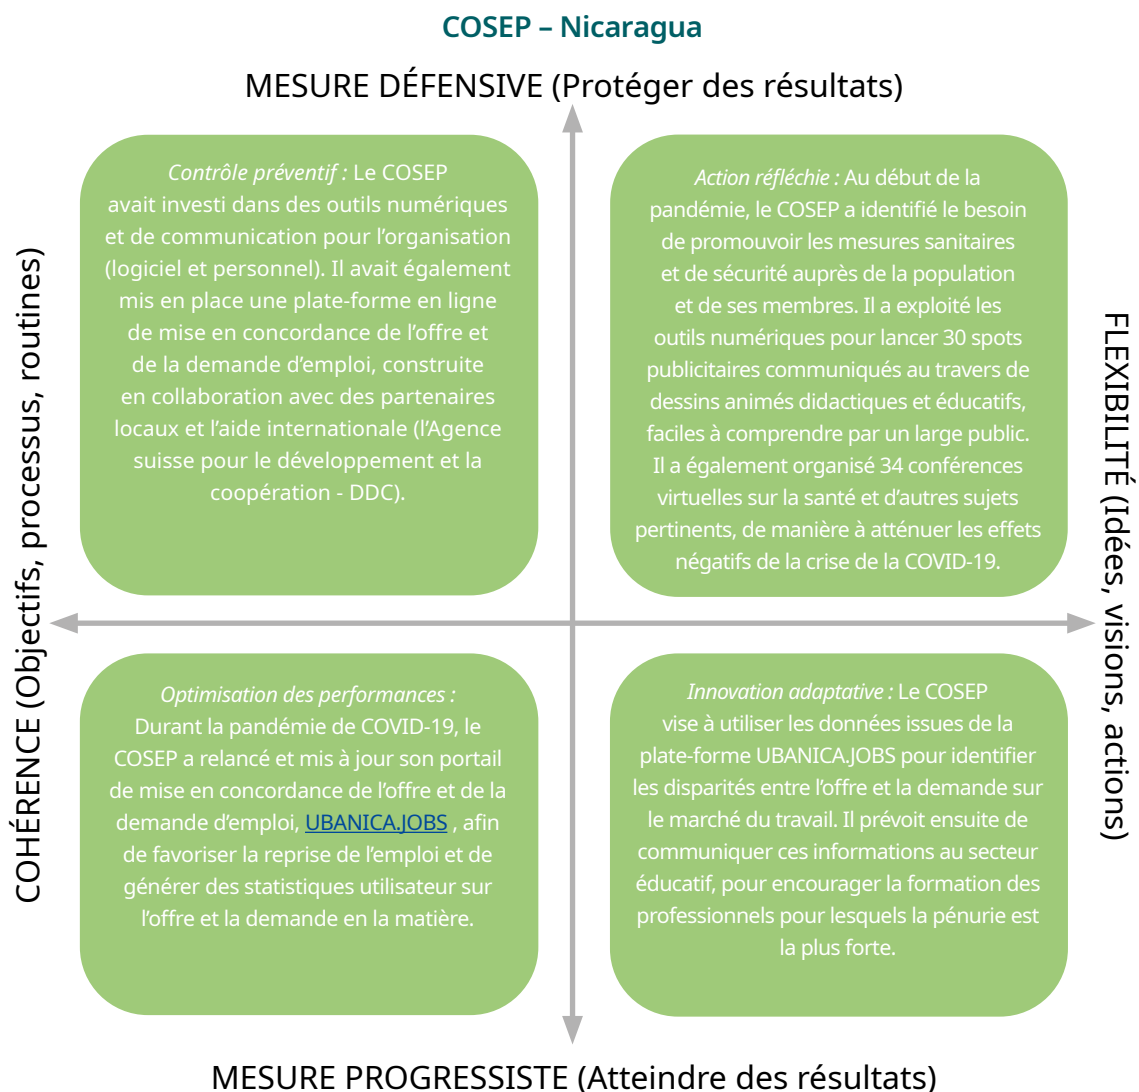 COSEP – Nicaragua
MESURE DÉFENSIVE (Protéger des résultats)
COHÉRENCE (Objectifs, processus, routines)
Contrôle préventif : Le COSEP
avait investi dans des outils numériques
et de communication pour l’organisation
(logiciel et personnel). Il avait également
mis en place une plate-forme en ligne
de mise en concordance de l’offre et
de la demande d’emploi, construite
en collaboration avec des partenaires
locaux et l’aide internationale (l’Agence
suisse pour le développement et la
coopération - DDC).
Action réfléchie : Au début de la
pandémie, le COSEP a identifié le besoin
de promouvoir les mesures sanitaires
et de sécurité auprès de la population
et de ses membres. Il a exploité les
outils numériques pour lancer 30 spots
publicitaires communiqués au travers de
dessins animés didactiques et éducatifs,
faciles à comprendre par un large public.
Il a également organisé 34 conférences
virtuelles sur la santé et d’autres sujets
pertinents, de manière à atténuer les effets
négatifs de la crise de la COVID-19.
FLEXIBILITÉ (Idées, visions, actions)
Optimisation des performances :
Durant la pandémie de COVID-19, le
COSEP a relancé et mis à jour son portail
de mise en concordance de l’offre et de la
demande d’emploi, UBANICA.JOBS , afin
de favoriser la reprise de l’emploi et de
générer des statistiques utilisateur sur
l’offre et la demande en la matière.
Innovation adaptative : Le COSEP
vise à utiliser les données issues de la
plate-forme UBANICA.JOBS pour identifier
les disparités entre l’offre et la demande sur
le marché du travail. Il prévoit ensuite de
communiquer ces informations au secteur
éducatif, pour encourager la formation des
professionnels pour lesquels la pénurie est
la plus forte.
MESURE PROGRESSISTE (Atteindre des résultats)